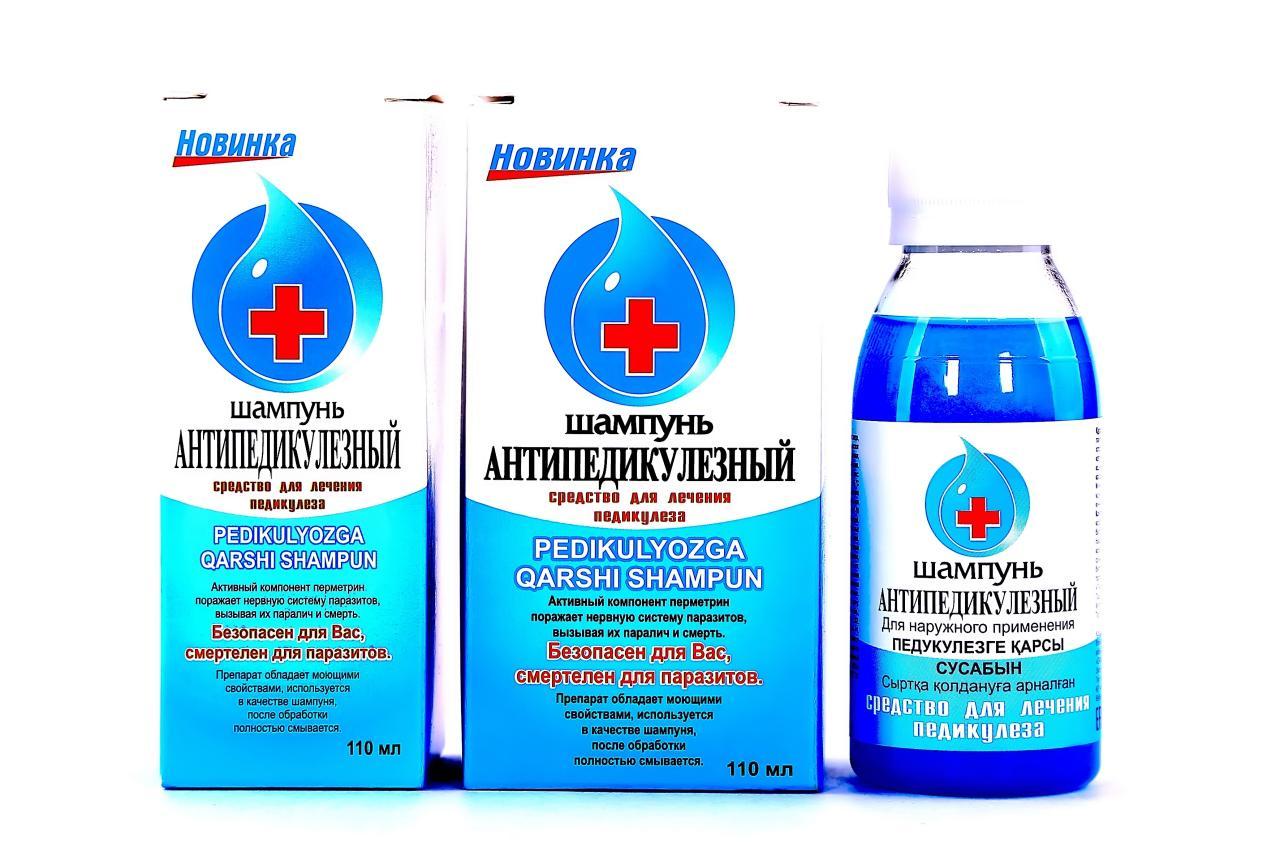 Новинка
шампунь
АНТИПЕДИКУЛЕЗНЫЙ
средство для лечения
педикулеза
PEDIKULYOZGA
QARSHI SHAMPUN
Активный компонент перметрин
поражает нервную систему паразитов,
вызывая их паралич и смерть.
Безопасен для Вас,
смертелен для паразитов.
Препарат обладает моющими
свойствами, используется
в качестве шампуня,
после обработки
полностью смывается.
110 мл
Новинка
шампунь
АНТИПЕДИКУЛЕЗНЫЙ
средство для лечения
педикулеза
PEDIKULYOZGA
QARSHI SHAMPUN
Активный компонент перметрин
поражает нервную систему паразитов,
вызывая их паралич и смерть.
Безопасен для Вас,
смертелен для паразитов.
Препарат обладает моющими
свойствами, используется
в качестве шампуня,
после обработки
полностью смывается.
110 мл
шампунь
АНТИПЕДИКУЛЕЗНЫЙ
Для наружного применения
ПЕДУКУЛЕЗГЕ ҚАРСЫ
СУСАБЫН
Сыртқа қолдануға арналған
средство для лечения
педикулеза